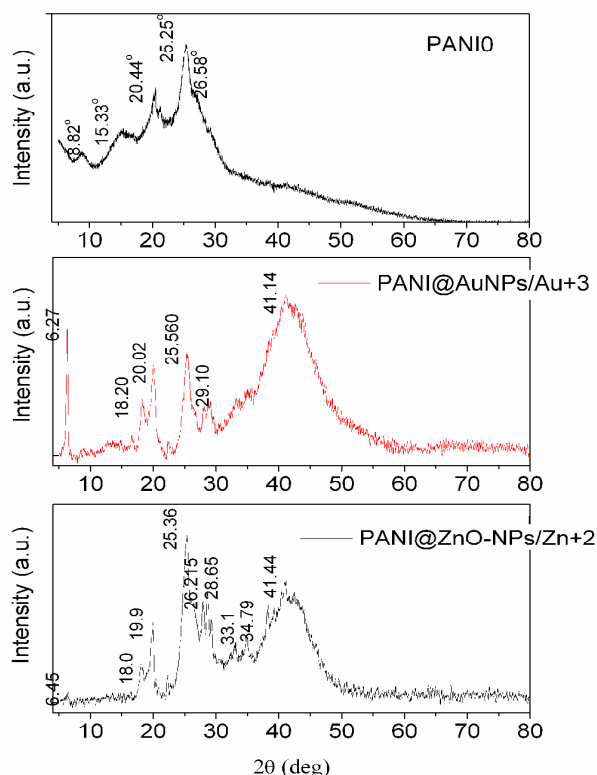 PANI0
Intensity (a.u.)
8.82°
15.33°
20.44°
25.25°
26.58°
10 20 30 40 50 60 70 80
PANI@AuNPs/Au+3
Intensity (a.u.)
6.27
18.20
20.02
25.560
29.10
41.14
10 20 30 40 50 60 70 80
PANI@ZnO-NPs/Zn+2
Intensity (a.u.)
6.45
18.0
19.9
25.36
26.215
28.65
33.1
34.79
41.44
10 20 30 40 50 60 70 80
2θ (deg)